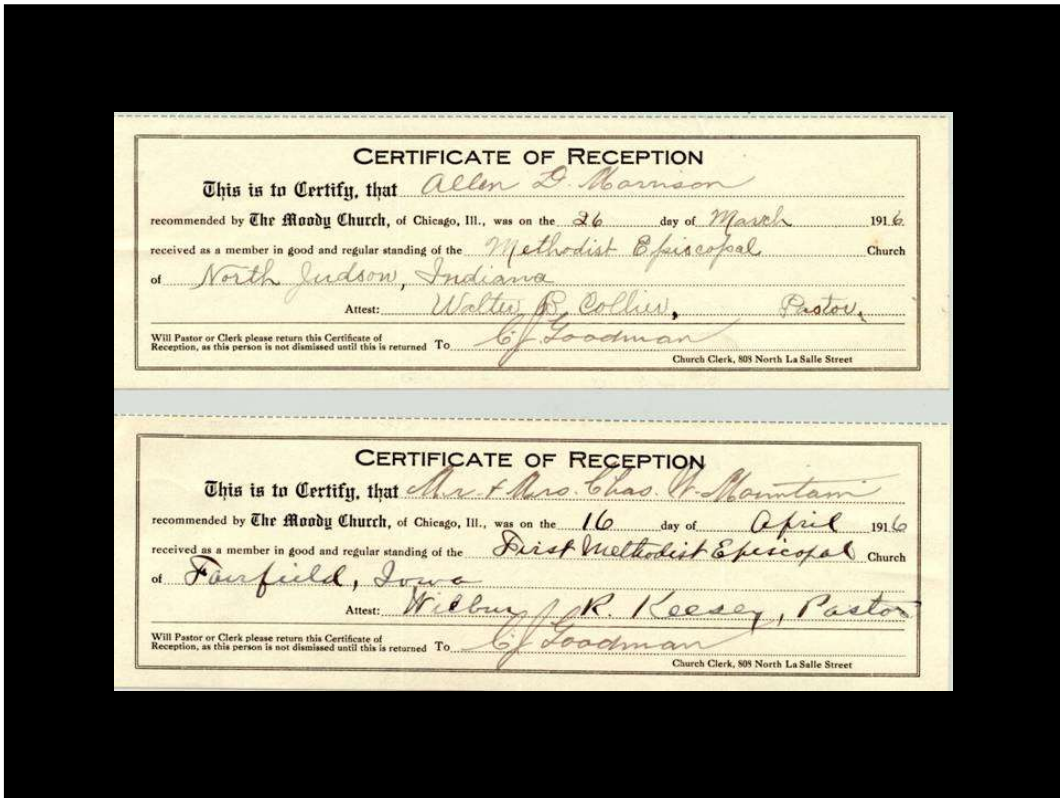 CERTIFICATE OF RECEPTION
This is to Certify, that Allen D. Morrison
recommended by The Moody Church, of Chicago, Ill., was on the 26 day of March 1916
received as a member in good and regular standing of the Methodist Episcopal Church
of North Judson, Indiana
Attest: Walter B. Collier, Pastor.
Will Pastor or Clerk please return this Certificate of
Reception, as this person is not dismissed until this is returned To C J Goodman
Church Clerk, 808 North La Salle Street
CERTIFICATE OF RECEPTION
This is to Certify, that Mr. + Mrs. Chas. W. Mountain
recommended by The Moody Church, of Chicago, Ill., was on the 16 day of April 1916
received as a member in good and regular standing of the First Methodist Episcopal Church
of Fairfield, Iowa
Attest: Wilbur R. Keesey, Pastor
Will Pastor or Clerk please return this Certificate of
Reception, as this person is not dismissed until this is returned To C J Goodman
Church Clerk, 808 North La Salle Street